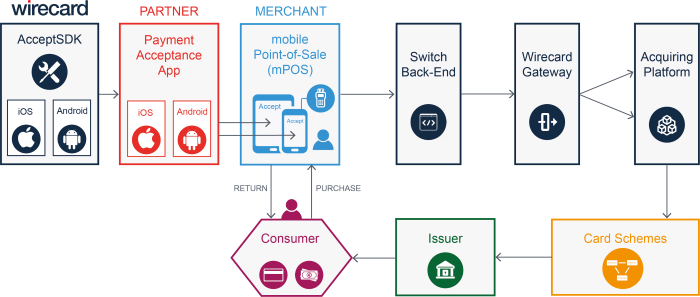 wirecard
PARTNER
MERCHANT
AcceptSDK
iOS
Android
Payment
Acceptance
App
iOS
Android
mobile
Point-of-Sale
(mPOS)
Accept
Accept
Switch
Back-End
</>
Wirecard
Gateway
Acquiring
Platform
RETURN
PURCHASE
Consumer
Issuer
Card Schemes